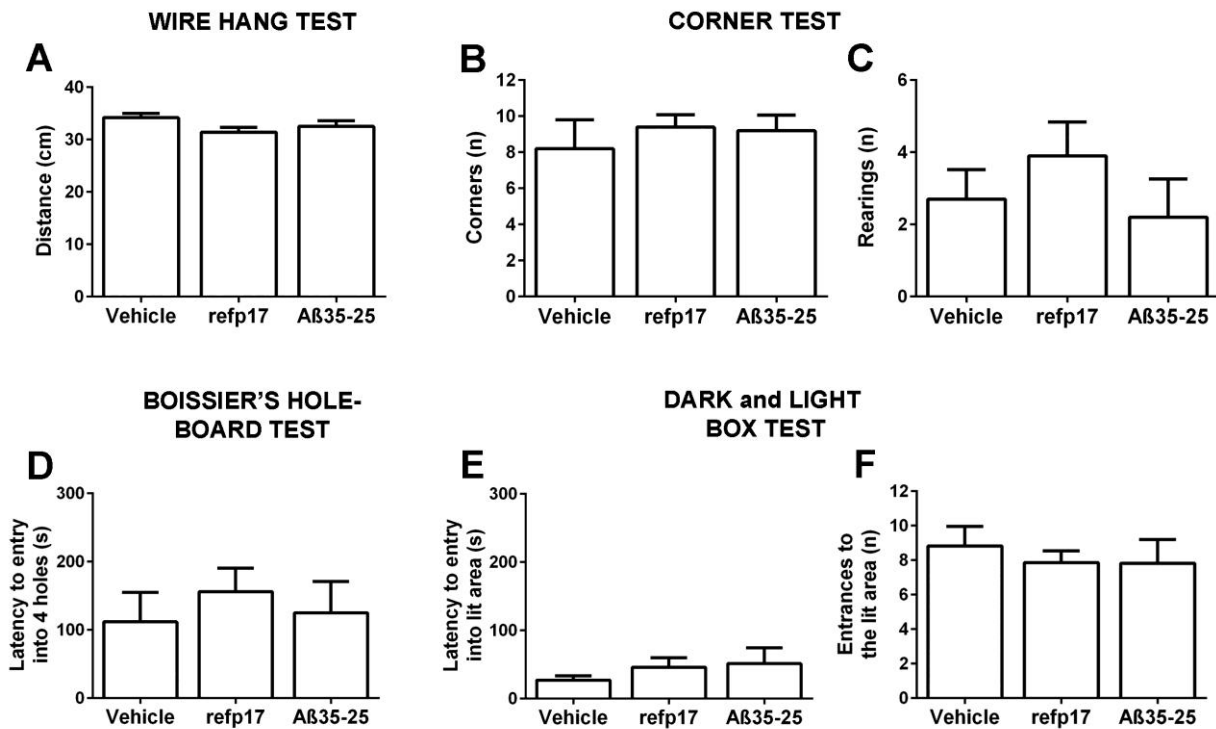 WIRE HANG TEST
CORNER TEST
A
Distance (cm)
40
30
20
10
0
Vehicle refp17 Aß35-25
B
Corners (n)
12
10
8
6
4
2
0
Vehicle refp17 Aß35-25
C
Rearings (n)
6
4
2
0
Vehicle refp17 Aß35-25
BOISSIER'S HOLE-
BOARD TEST
DARK and LIGHT
BOX TEST
D
Latency to entry
into 4 holes (s)
300
200
100
0
Vehicle refp17 Aß35-25
E
Latency to entry
into lit area (s)
300
200
100
0
Vehicle refp17 Aß35-25
F
Entrances to
the lit area (n)
12
10
8
6
4
2
0
Vehicle refp17 Aß35-25